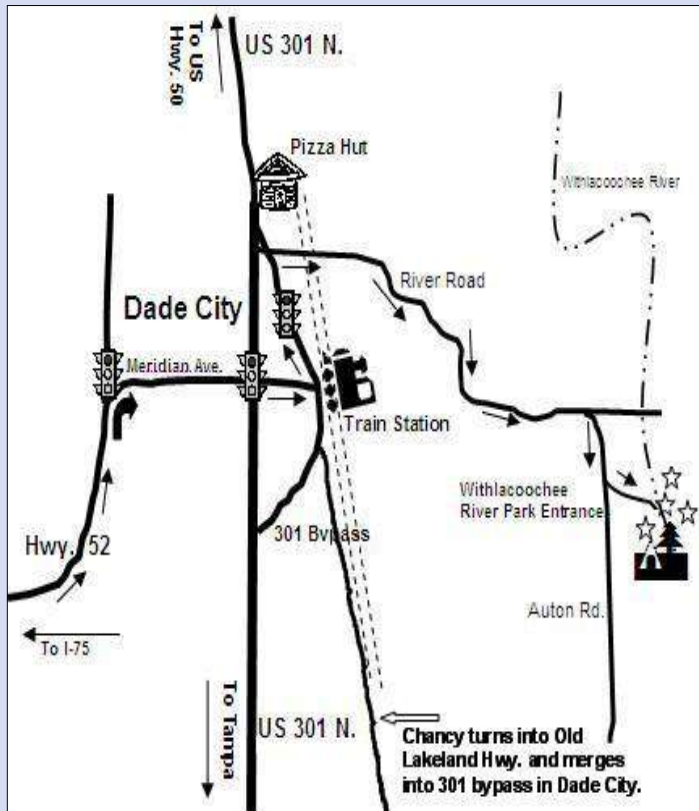 To US
Hwy. 50
US 301 N.
Pizza Hut
Withlacoochee River
River Road
Dade City
Meridian Ave.
Train Station
Withlacoochee
River Park Entrance
301 Bypass
Hwy. 52
Auton Rd.
To I-75
To Tampa
US 301 N.
Chancy turns into Old
Lakeland Hwy. and merges
into 301 bypass in Dade City.